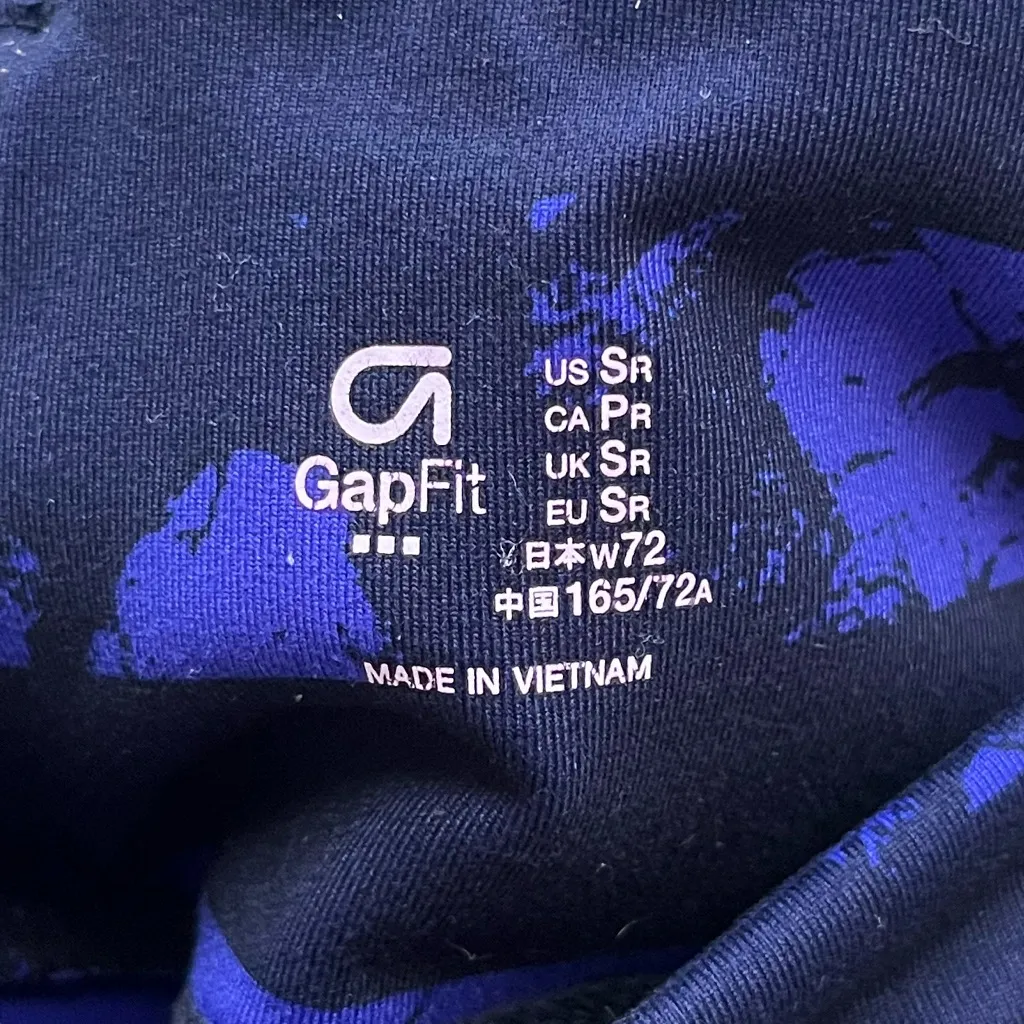 GapFit
US SR
CA PR
UK SR
EU SR
日本 W72
中国 165/72A
MADE IN VIETNAM